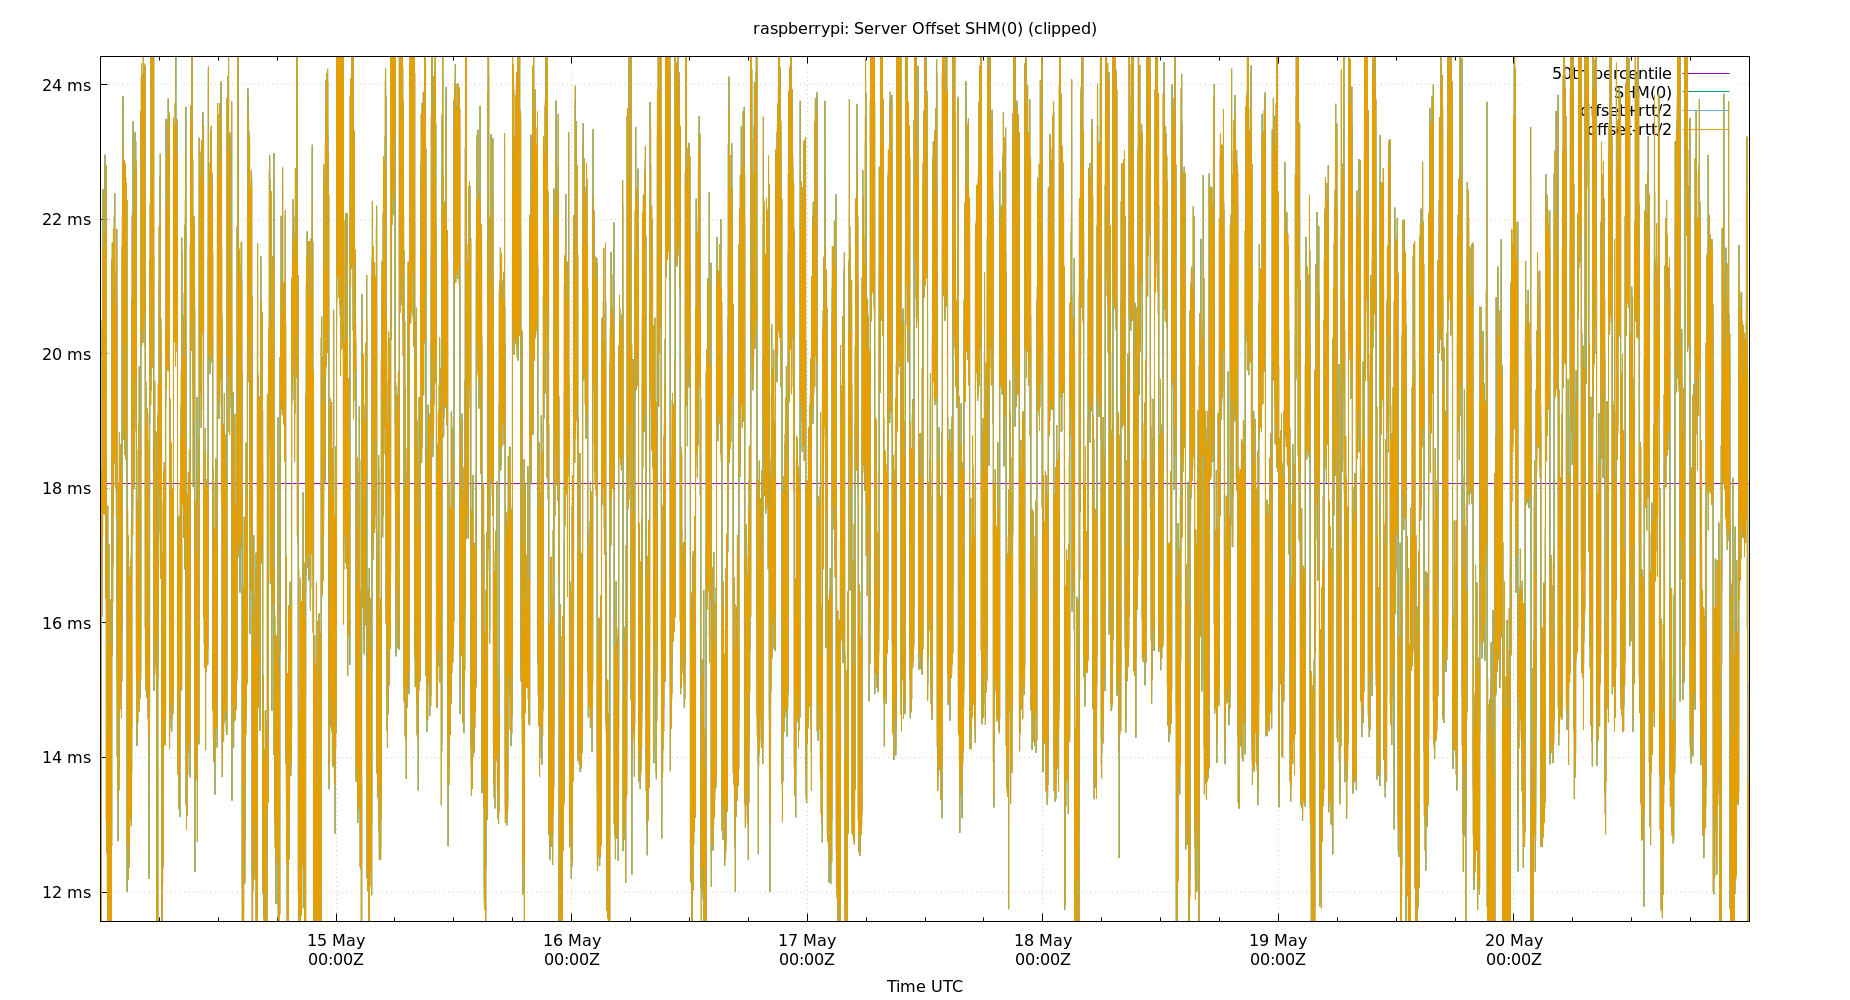 raspberrypi: Server Offset SHM(0) (clipped)
24 ms
22 ms
20 ms
18 ms
16 ms
14 ms
12 ms
50th percentile
SHM(0)
offset+rtt/2
offset-rtt/2
15 May
00:00Z
16 May
00:00Z
17 May
00:00Z
18 May
00:00Z
19 May
00:00Z
20 May
00:00Z
Time UTC